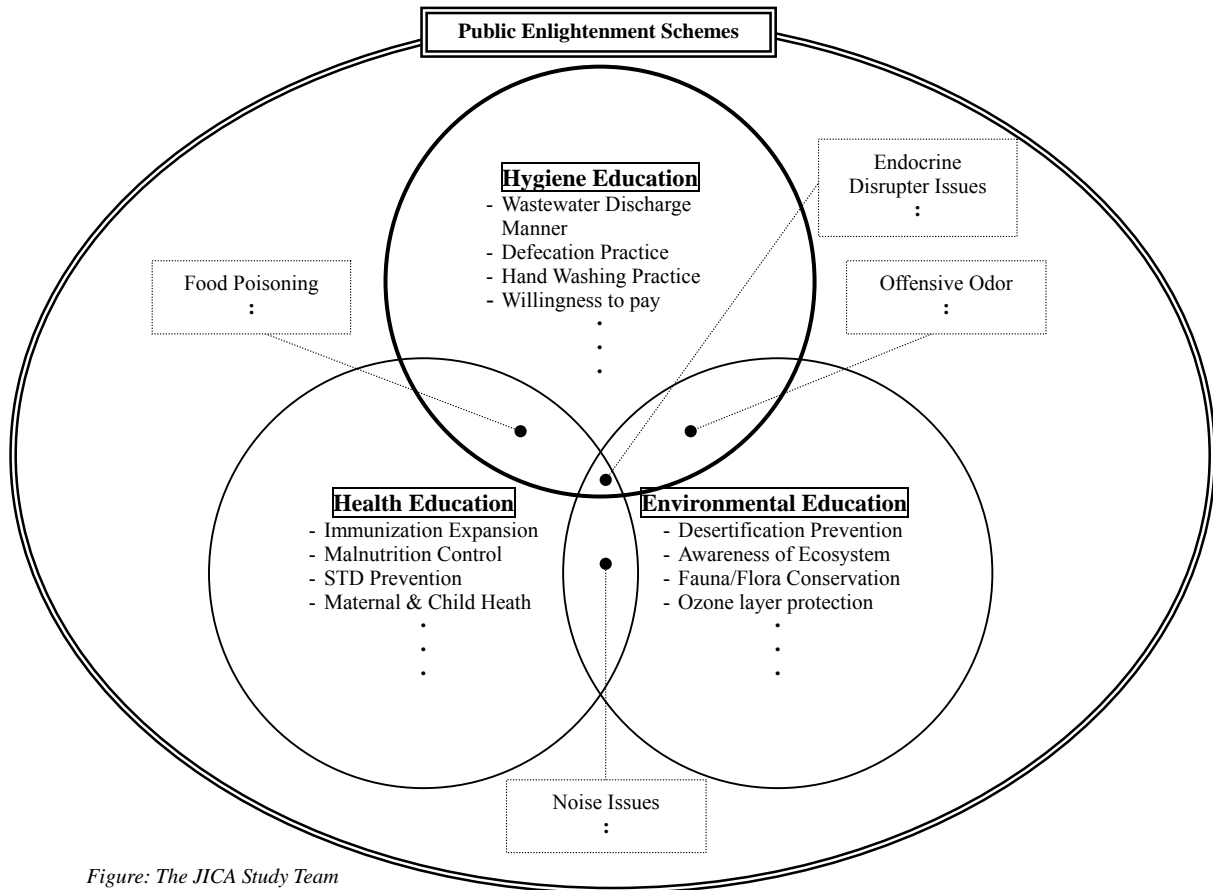 Public Enlightenment Schemes
Endocrine
Disrupter Issues
:
Hygiene Education
- Wastewater Discharge
Manner
- Defecation Practice
- Hand Washing Practice
- Willingness to pay
.
.
.
Food Poisoning
:
Offensive Odor
:
Health Education
- Immunization Expansion
- Malnutrition Control
- STD Prevention
- Maternal & Child Heath
.
.
.
Environmental Education
- Desertification Prevention
- Awareness of Ecosystem
- Fauna/Flora Conservation
- Ozone layer protection
.
.
.
Noise Issues
:
Figure: The JICA Study Team